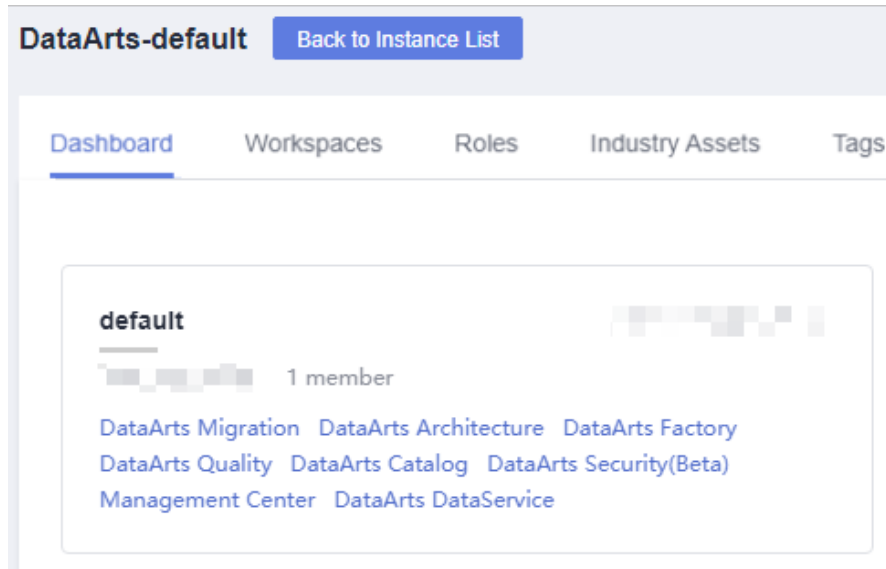 DataArts-default Back to Instance List
Dashboard Workspaces Roles Industry Assets Tags
default
1 member
DataArts Migration DataArts Architecture DataArts Factory
DataArts Quality DataArts Catalog DataArts Security(Beta)
Management Center DataArts DataService